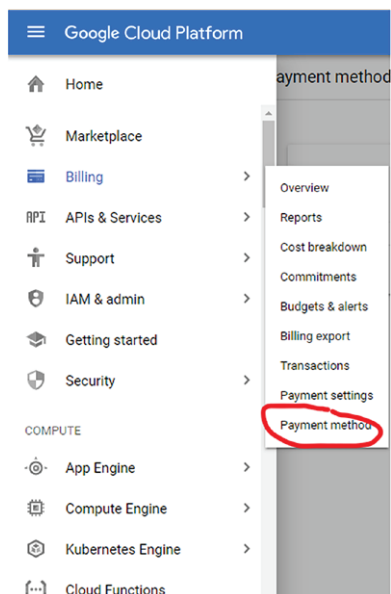 Google Cloud Platform
ayment method
Home
Marketplace
Billing
API APIs & Services
Support
IAM & admin
Getting started
Security
COMPUTE
App Engine
Compute Engine
Kubernetes Engine
Cloud Functions
Overview
Reports
Cost breakdown
Commitments
Budgets & alerts
Billing export
Transactions
Payment settings
Payment method